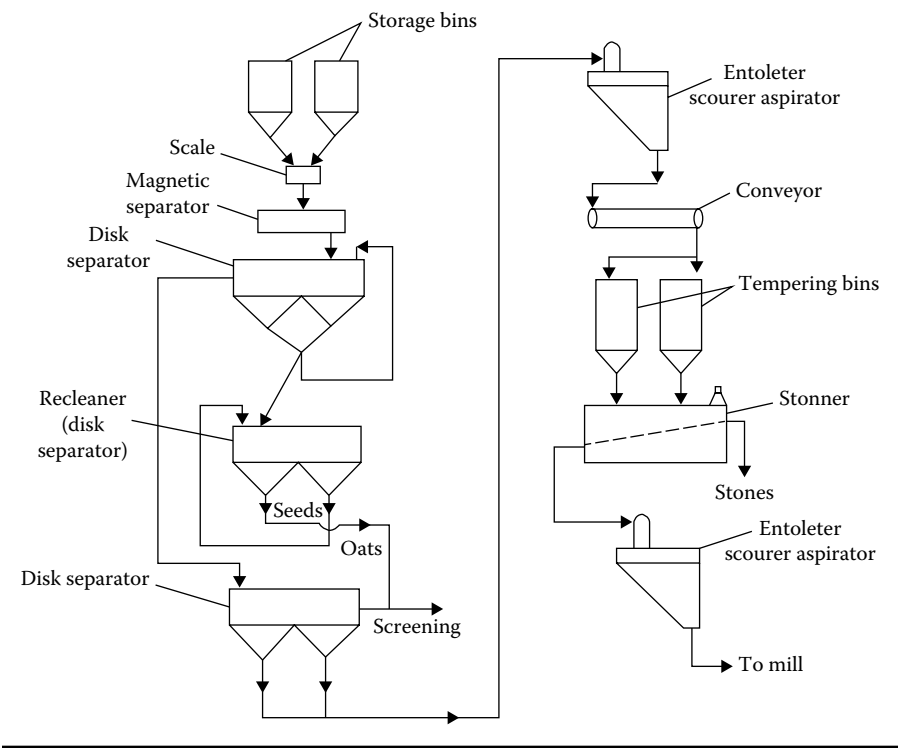 Storage bins
Scale
Magnetic
separator
Disk
separator
Recleaner
(disk
separator)
Seeds
Oats
Disk separator
Screening
Entoleter
scourer aspirator
Conveyor
Tempering bins
Stonner
Stones
Entoleter
scourer aspirator
To mill